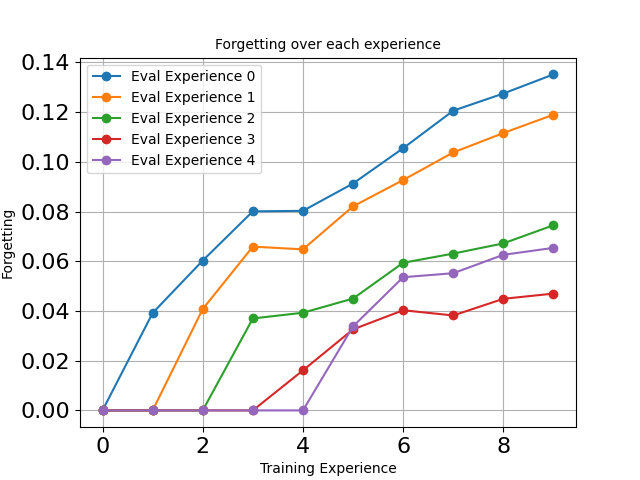 Forgetting over each experience
0.14
0.12
0.10
0.08
0.06
0.04
0.02
0.00
Forgetting
Eval Experience 0
Eval Experience 1
Eval Experience 2
Eval Experience 3
Eval Experience 4
0 2 4 6 8
Training Experience